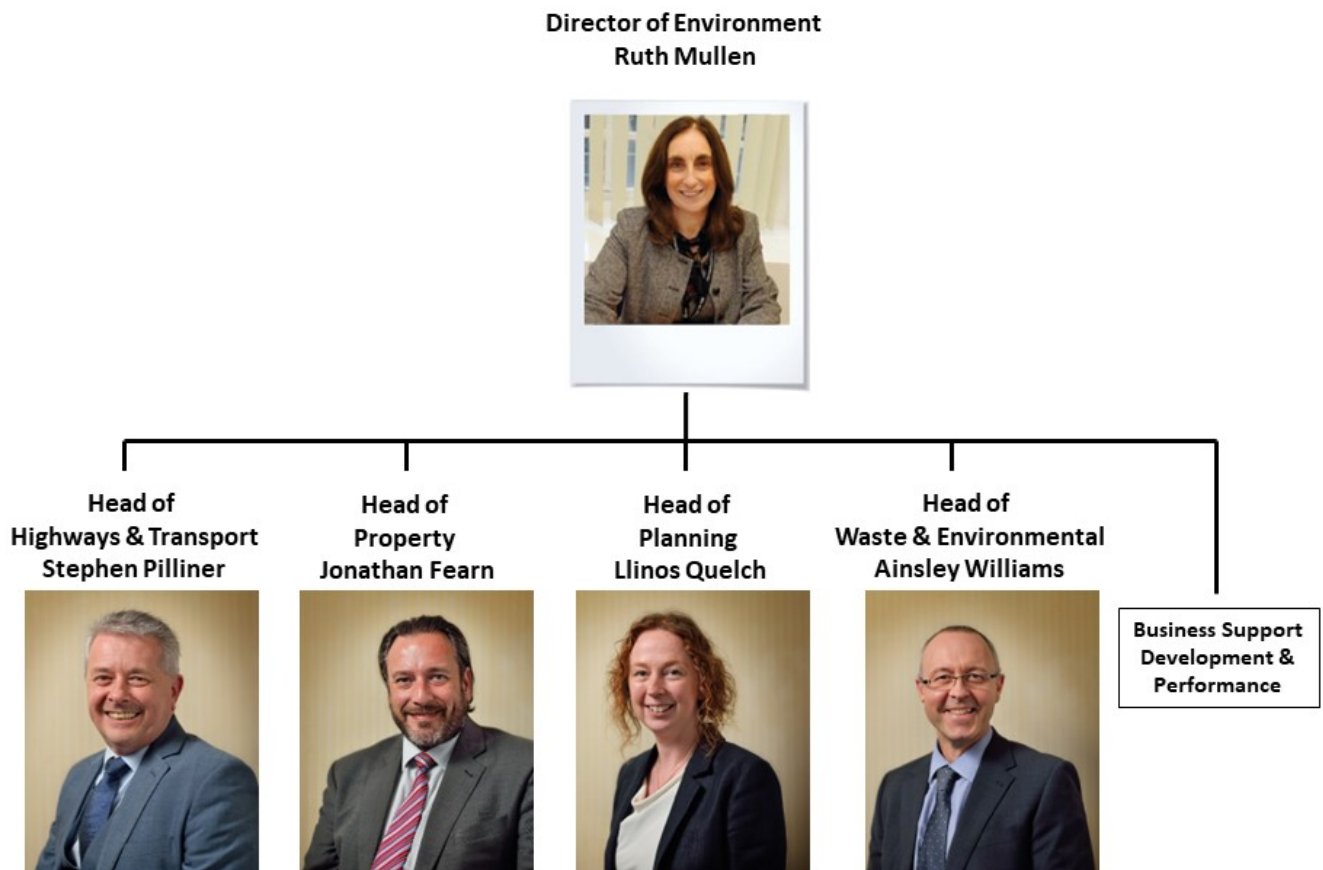 Director of Environment
Ruth Mullen
Head of
Highways & Transport
Stephen Pilliner
Head of
Property
Jonathan Fearn
Head of
Planning
Llinos Quelch
Head of
Waste & Environmental
Ainsley Williams
Business Support
Development &
Performance